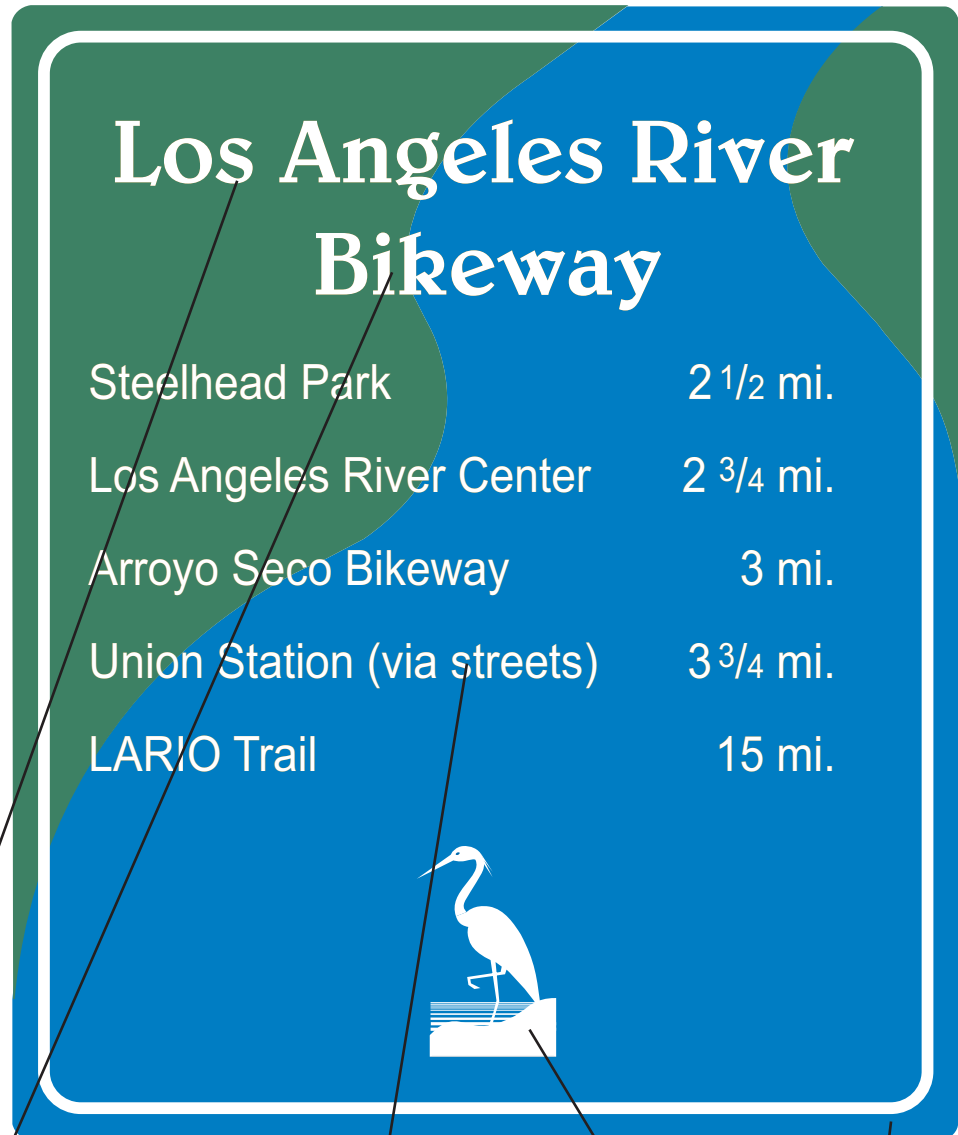 Los Angeles River
Bikeway
Steelhead Park 2 1/2 mi.
Los Angeles River Center 2 3/4 mi.
Arroyo Seco Bikeway 3 mi.
Union Station (via streets) 3 3/4 mi.
LARIO Trail 15 mi.